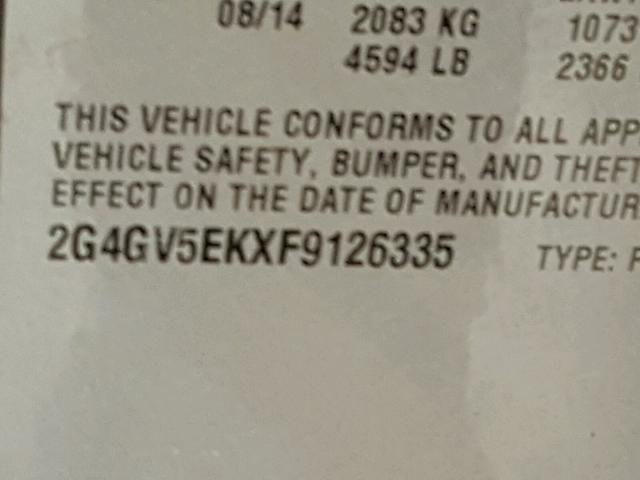 08/14 2083 KG 1073
4594 LB 2366
THIS VEHICLE CONFORMS TO ALL APP
VEHICLE SAFETY, BUMPER, AND THEFT
EFFECT ON THE DATE OF MANUFACTUR
2G4GV5EKXF9126335 TYPE: P